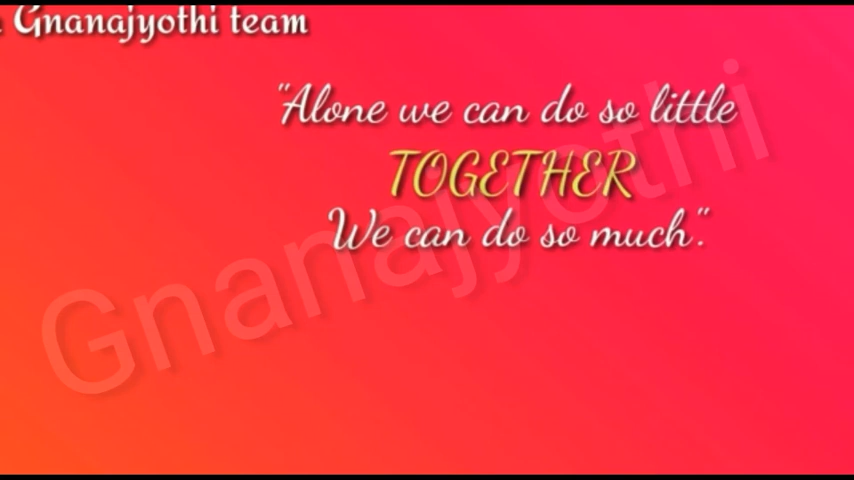 Gnanajyothi team
"Alone we can do so little
TOGETHER
We can do so much".
Gnanajyothi